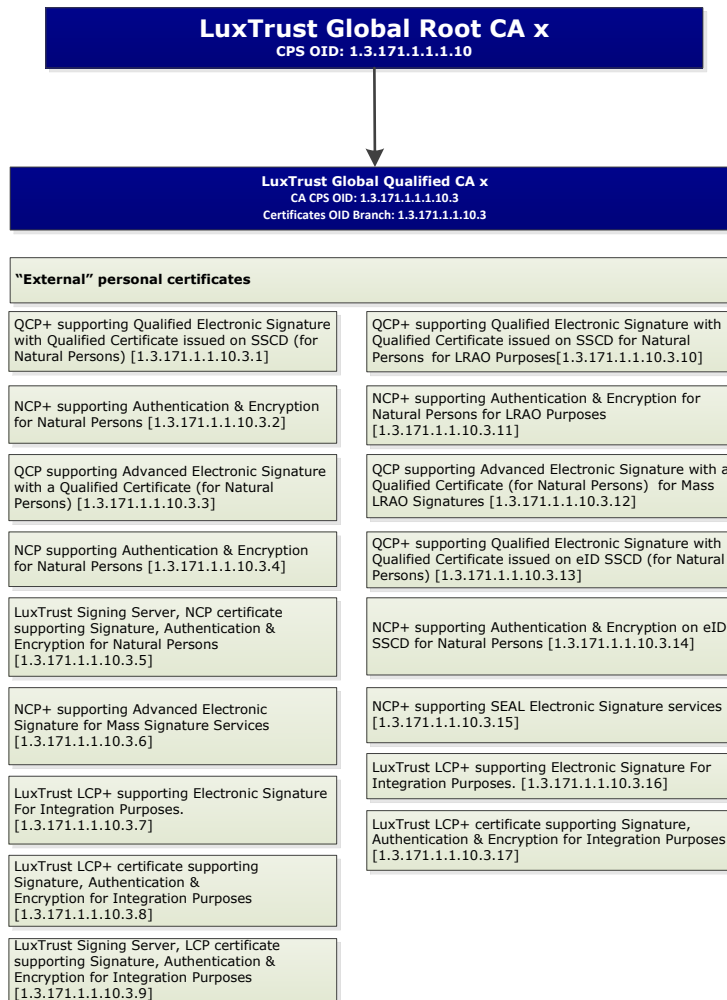 LuxTrust Global Root CA x
CPS OID: 1.3.171.1.1.1.10
LuxTrust Global Qualified CA x
CA CPS OID: 1.3.171.1.1.1.10.3
Certificates OID Branch: 1.3.171.1.1.10.3
“External” personal certificates
QCP+ supporting Qualified Electronic Signature
with Qualified Certificate issued on SSCD (for
Natural Persons) [1.3.171.1.1.10.3.1]
NCP+ supporting Authentication & Encryption
for Natural Persons [1.3.171.1.1.10.3.2]
QCP supporting Advanced Electronic Signature
with a Qualified Certificate (for Natural
Persons) [1.3.171.1.1.10.3.3]
NCP supporting Authentication & Encryption
for Natural Persons [1.3.171.1.1.10.3.4]
LuxTrust Signing Server, NCP certificate
supporting Signature, Authentication &
Encryption for Natural Persons
[1.3.171.1.1.10.3.5]
NCP+ supporting Advanced Electronic
Signature for Mass Signature Services
[1.3.171.1.1.10.3.6]
LuxTrust LCP+ supporting Electronic Signature
For Integration Purposes.
[1.3.171.1.1.10.3.7]
LuxTrust LCP+ certificate supporting
Signature, Authentication &
Encryption for Integration Purposes
[1.3.171.1.1.10.3.8]
LuxTrust Signing Server, LCP certificate
supporting Signature, Authentication &
Encryption for Integration Purposes
[1.3.171.1.1.10.3.9]
QCP+ supporting Qualified Electronic Signature with
Qualified Certificate issued on SSCD for Natural
Persons for LRAO Purposes[1.3.171.1.1.10.3.10]
NCP+ supporting Authentication & Encryption for
Natural Persons for LRAO Purposes
[1.3.171.1.1.10.3.11]
QCP supporting Advanced Electronic Signature with a
Qualified Certificate (for Natural Persons) for Mass
LRAO Signatures [1.3.171.1.1.10.3.12]
QCP+ supporting Qualified Electronic Signature with
Qualified Certificate issued on eID SSCD (for Natural
Persons) [1.3.171.1.1.10.3.13]
NCP+ supporting Authentication & Encryption on eID
SSCD for Natural Persons [1.3.171.1.1.10.3.14]
NCP+ supporting SEAL Electronic Signature services
[1.3.171.1.1.10.3.15]
LuxTrust LCP+ supporting Electronic Signature For
Integration Purposes. [1.3.171.1.1.10.3.16]
LuxTrust LCP+ certificate supporting Signature,
Authentication & Encryption for Integration Purposes
[1.3.171.1.1.10.3.17]